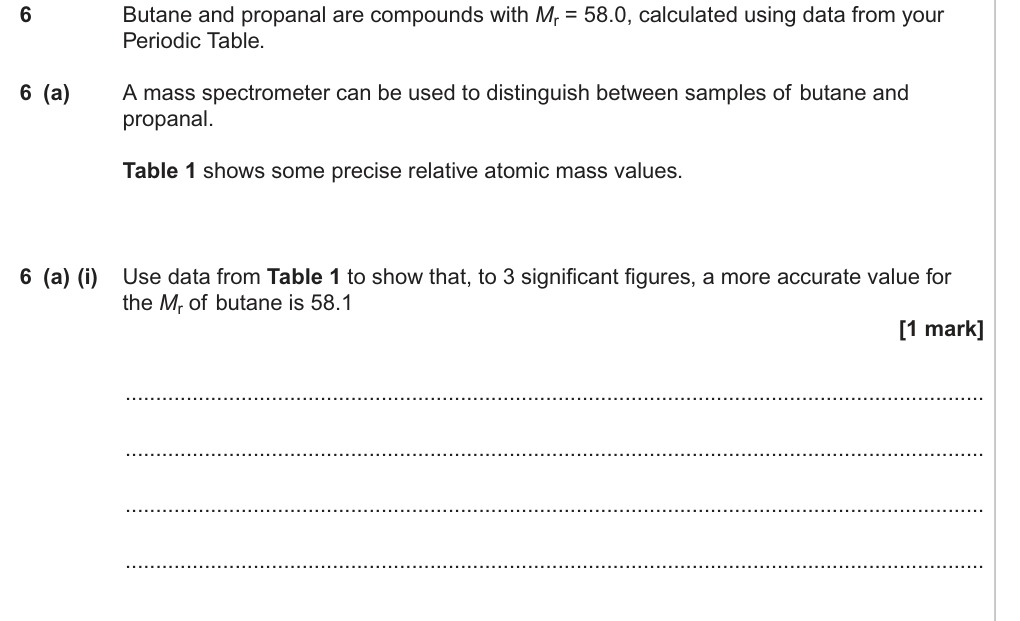 6 Butane and propanal are compounds with Mr = 58.0, calculated using data from your
Periodic Table.
6 (a) A mass spectrometer can be used to distinguish between samples of butane and
propanal.
Table 1 shows some precise relative atomic mass values.
6 (a) (i) Use data from Table 1 to show that, to 3 significant figures, a more accurate value for
the Mr of butane is 58.1
[1 mark]